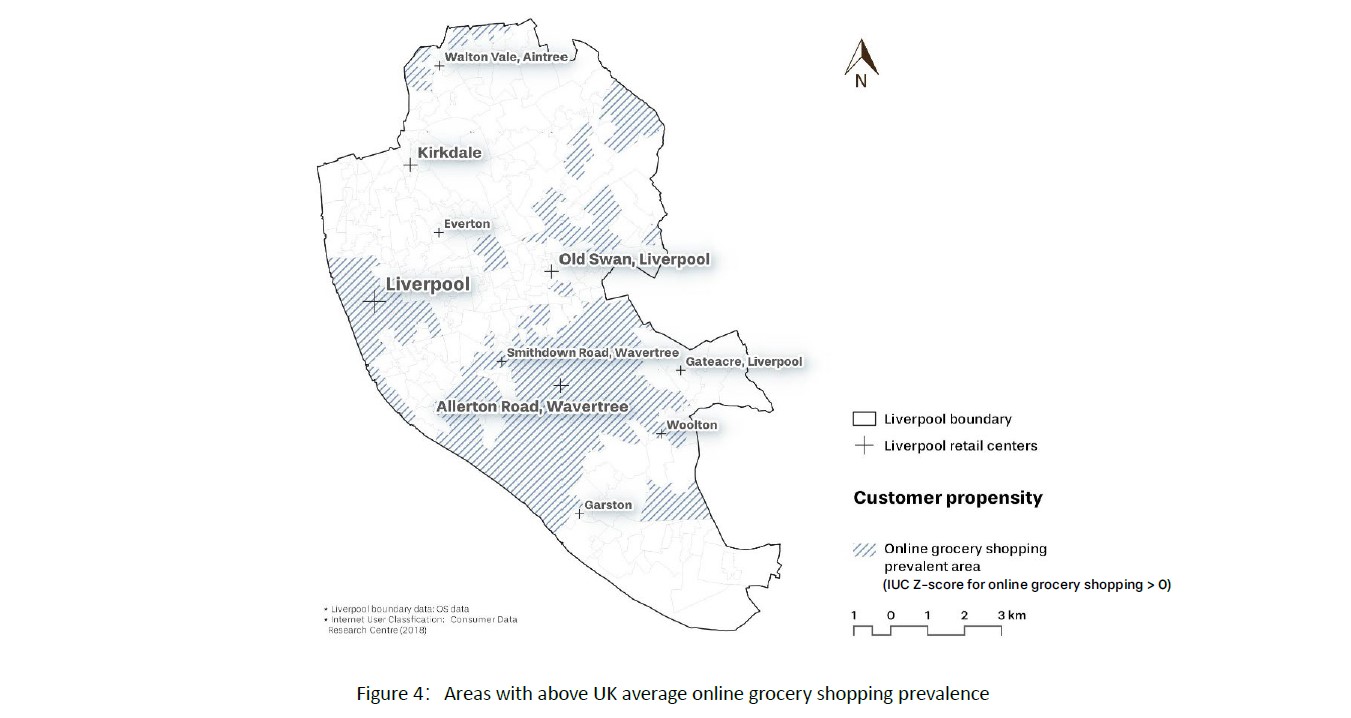 Walton Vale, Aintree
N
Kirkdale
Everton
Old Swan, Liverpool
Liverpool
Smithdown Road, Wavertree
Gateacre, Liverpool
Allerton Road, Wavertree
Woolton
Garston
Liverpool boundary
Liverpool retail centers
Customer propensity
Online grocery shopping
prevalent area
(IUC Z-score for online grocery shopping > 0)
1 0 1 2 3 km
* Liverpool boundary data: OS data
* Internet User Classfication: Consumer Data
Research Centre (2018)
Figure 4: Areas with above UK average online grocery shopping prevalence